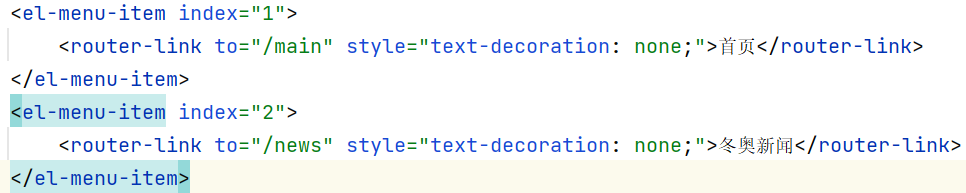 <el-menu-item index="1">
    <router-link to="/main" style="text-decoration: none;">首页</router-link>
</el-menu-item>
<el-menu-item index="2">
    <router-link to="/news" style="text-decoration: none;">冬奥新闻</router-link>
</el-menu-item>